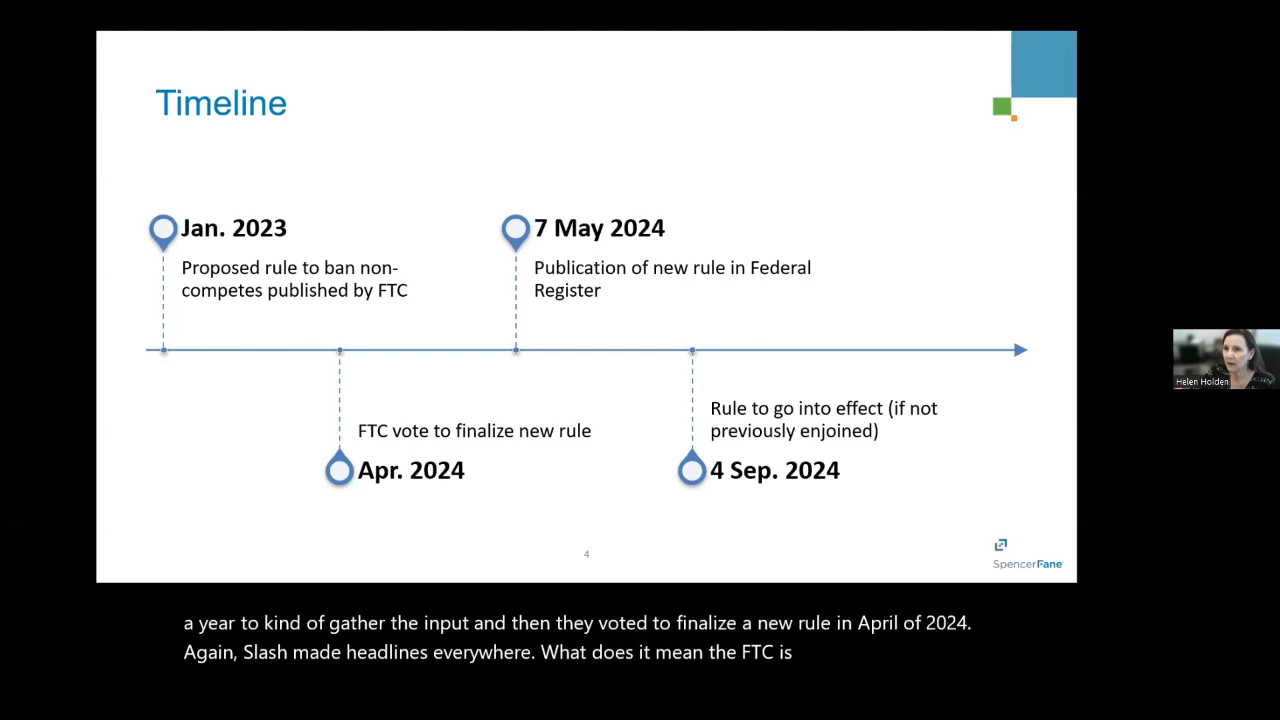 Timeline
Jan. 2023
Proposed rule to ban non-
competes published by FTC
7 May 2024
Publication of new rule in Federal
Register
FTC vote to finalize new rule
Apr. 2024
Rule to go into effect (if not
previously enjoined)
4 Sep. 2024
4
SpencerFane
Helen Holden
a year to kind of gather the input and then they voted to finalize a new rule in April of 2024.
Again, Slash made headlines everywhere. What does it mean the FTC is